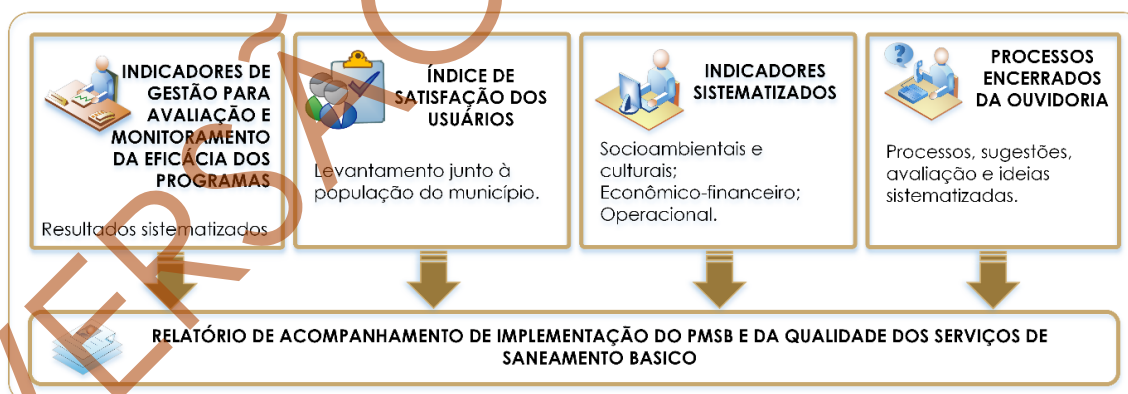 INDICADORES DE
GESTÃO PARA
AVALIAÇÃO E
MONITORAMENTO
DA EFICÁCIA DOS
PROGRAMAS
Resultados sistematizados
ÍNDICE DE
SATISFAÇÃO DOS
USUÁRIOS
Levantamento junto à
população do município.
INDICADORES
SISTEMATIZADOS
Socioambientais e
culturais;
Econômico-financeiro;
Operacional.
PROCESSOS
ENCERRADOS
DA OUVIDORIA
Processos, sugestões,
avaliação e ideias
sistematizadas.
RELATÓRIO DE ACOMPANHAMENTO DE IMPLEMENTAÇÃO DO PMSB E DA QUALIDADE DOS SERVIÇOS DE
SANEAMENTO BASICO
VERSÃO